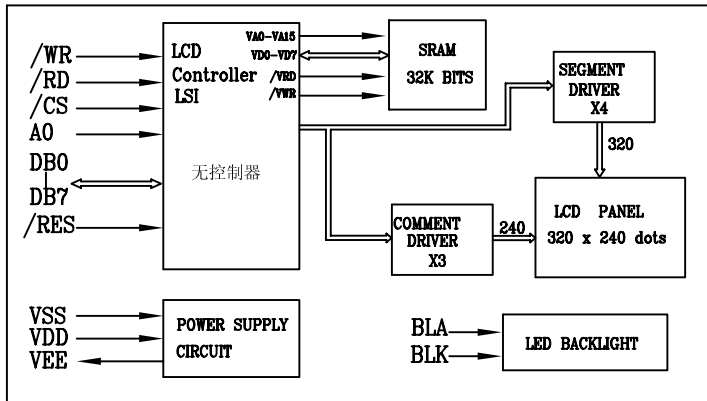 /WR
/RD
/CS
A0
DB0
DB7
/RES
LCD
Controller
LSI
无控制器
VA0-VA15
VD0-VD7
/VRD
/VWR
SRAM
32K BITS
SEGMENT
DRIVER
X4
320
COMMENT
DRIVER
X3
240
LCD PANEL
320 x 240 dots
VSS
VDD
VEE
POWER SUPPLY
CIRCUIT
BLA
BLK
LED BACKLIGHT